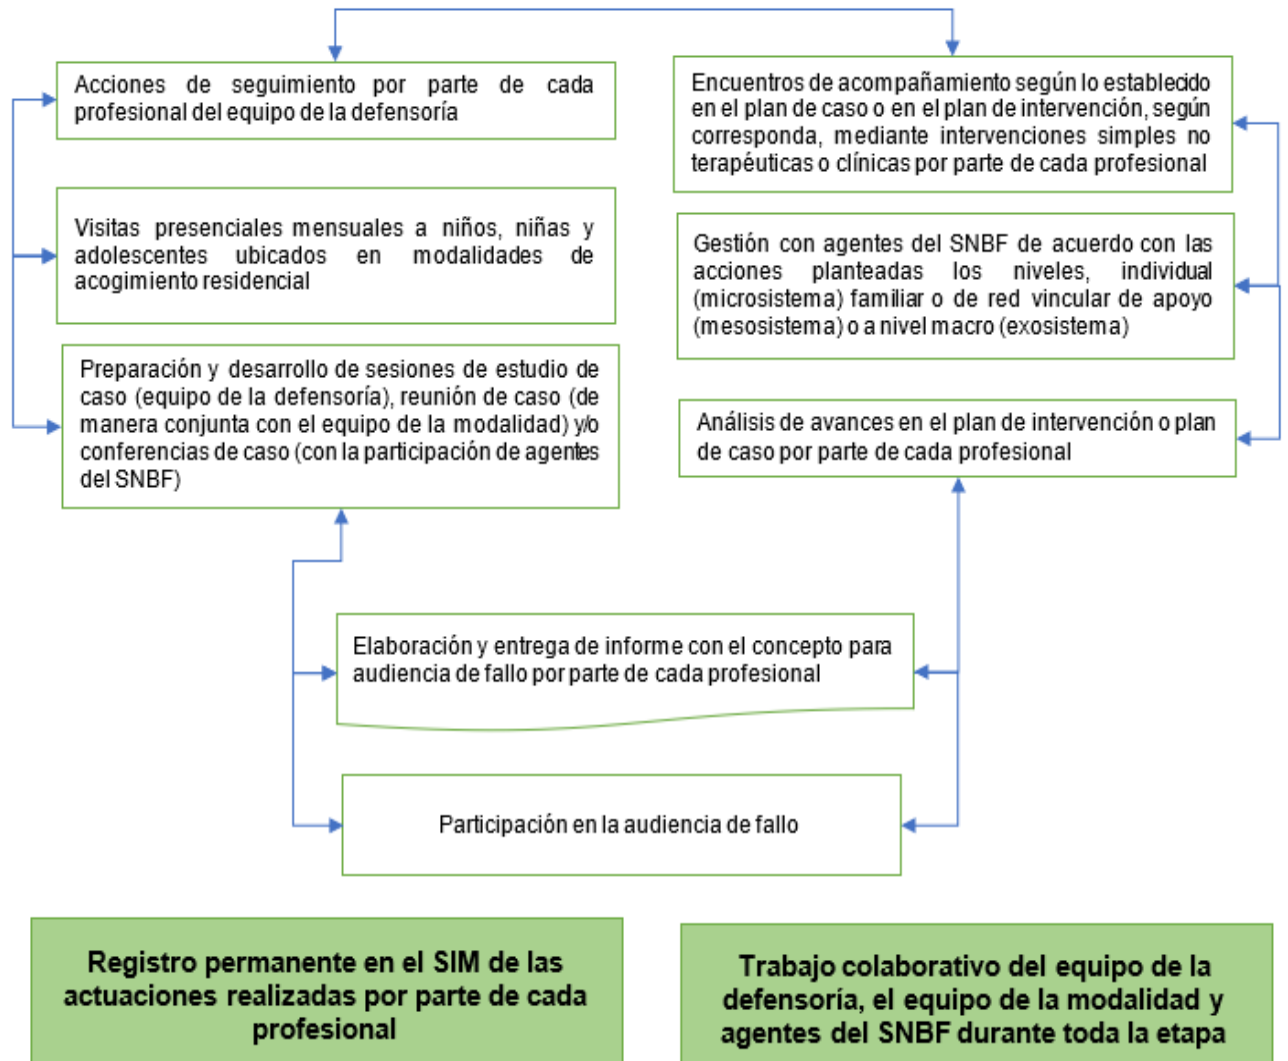 Acciones de seguimiento por parte de cada
profesional del equipo de la defensoría
Visitas presenciales mensuales a niños, niñas y
adolescentes ubicados en modalidades de
acogimiento residencial
Preparación y desarrollo de sesiones de estudio de
caso (equipo de la defensoría), reunión de caso (de
manera conjunta con el equipo de la modalidad) y/o
conferencias de caso (con la participación de agentes
del SNBF)
Encuentros de acompañamiento según lo establecido
en el plan de caso o en el plan de intervención, según
corresponda, mediante intervenciones simples no
terapéuticas o clínicas por parte de cada profesional
Gestión con agentes del SNBF de acuerdo con las
acciones planteadas los niveles, individual
(microsistema) familiar o de red vincular de apoyo
(mesosistema) o a nivel macro (exosistema)
Análisis de avances en el plan de intervención o plan
de caso por parte de cada profesional
Elaboración y entrega de informe con el concepto para
audiencia de fallo por parte de cada profesional
Participación en la audiencia de fallo
Registro permanente en el SIM de las
actuaciones realizadas por parte de cada
profesional
Trabajo colaborativo del equipo de la
defensoría, el equipo de la modalidad y
agentes del SNBF durante toda la etapa